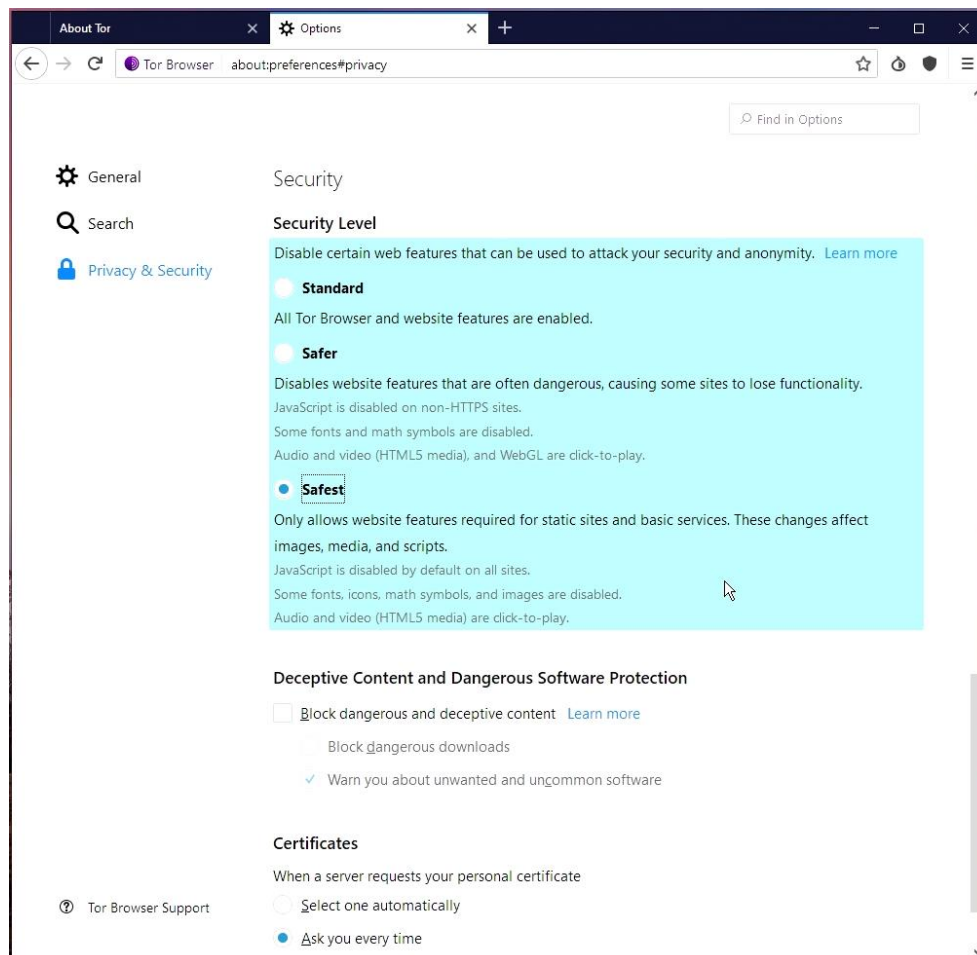 About Tor
Options
Tor Browser about:preferences#privacy
Find in Options
General
Search
Privacy & Security
Security
Security Level
Disable certain web features that can be used to attack your security and anonymity. Learn more
Standard
All Tor Browser and website features are enabled.
Safer
Disables website features that are often dangerous, causing some sites to lose functionality.
JavaScript is disabled on non-HTTPS sites.
Some fonts and math symbols are disabled.
Audio and video (HTML5 media), and WebGL are click-to-play.
Safest
Only allows website features required for static sites and basic services. These changes affect
images, media, and scripts.
JavaScript is disabled by default on all sites.
Some fonts, icons, math symbols, and images are disabled.
Audio and video (HTML5 media) are click-to-play.
Deceptive Content and Dangerous Software Protection
Block dangerous and deceptive content Learn more
Block dangerous downloads
Warn you about unwanted and uncommon software
Certificates
When a server requests your personal certificate
Select one automatically
Ask you every time
Tor Browser Support